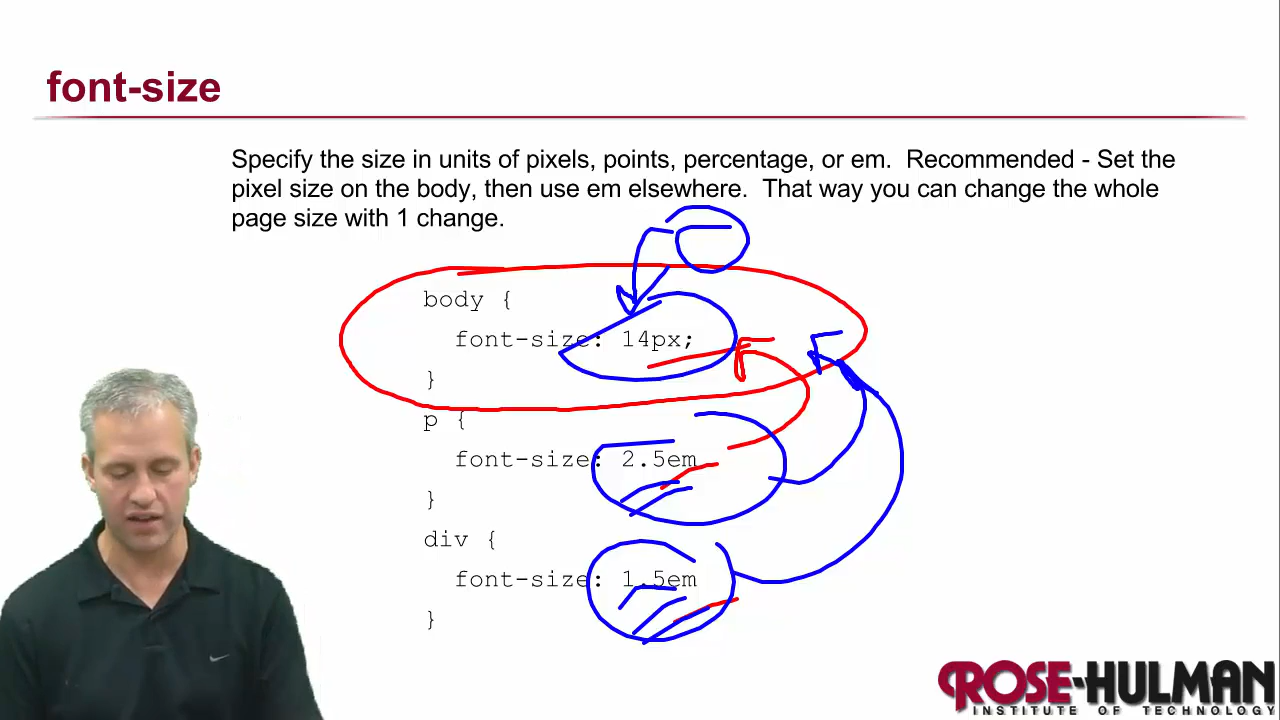 font-size
Specify the size in units of pixels, points, percentage, or em.  Recommended - Set the
pixel size on the body, then use em elsewhere.  That way you can change the whole
page size with 1 change.
body {
  font-size: 14px;
}
p {
  font-size: 2.5em
}
div {
  font-size: 1.5em
}
ROSE-HULMAN
INSTITUTE OF TECHNOLOGY